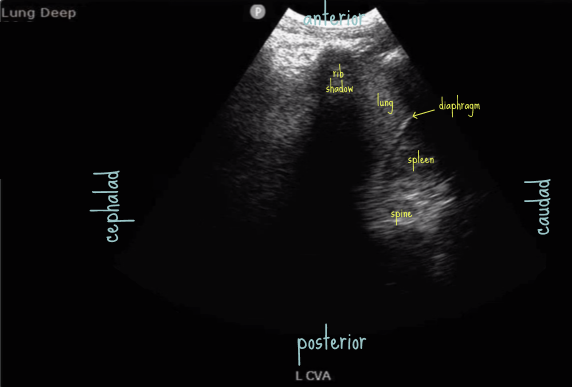 Lung Deep
P
anterior
rib
shadow
lung
diaphragm
spleen
cephalad
caudad
spine
posterior
L CVA